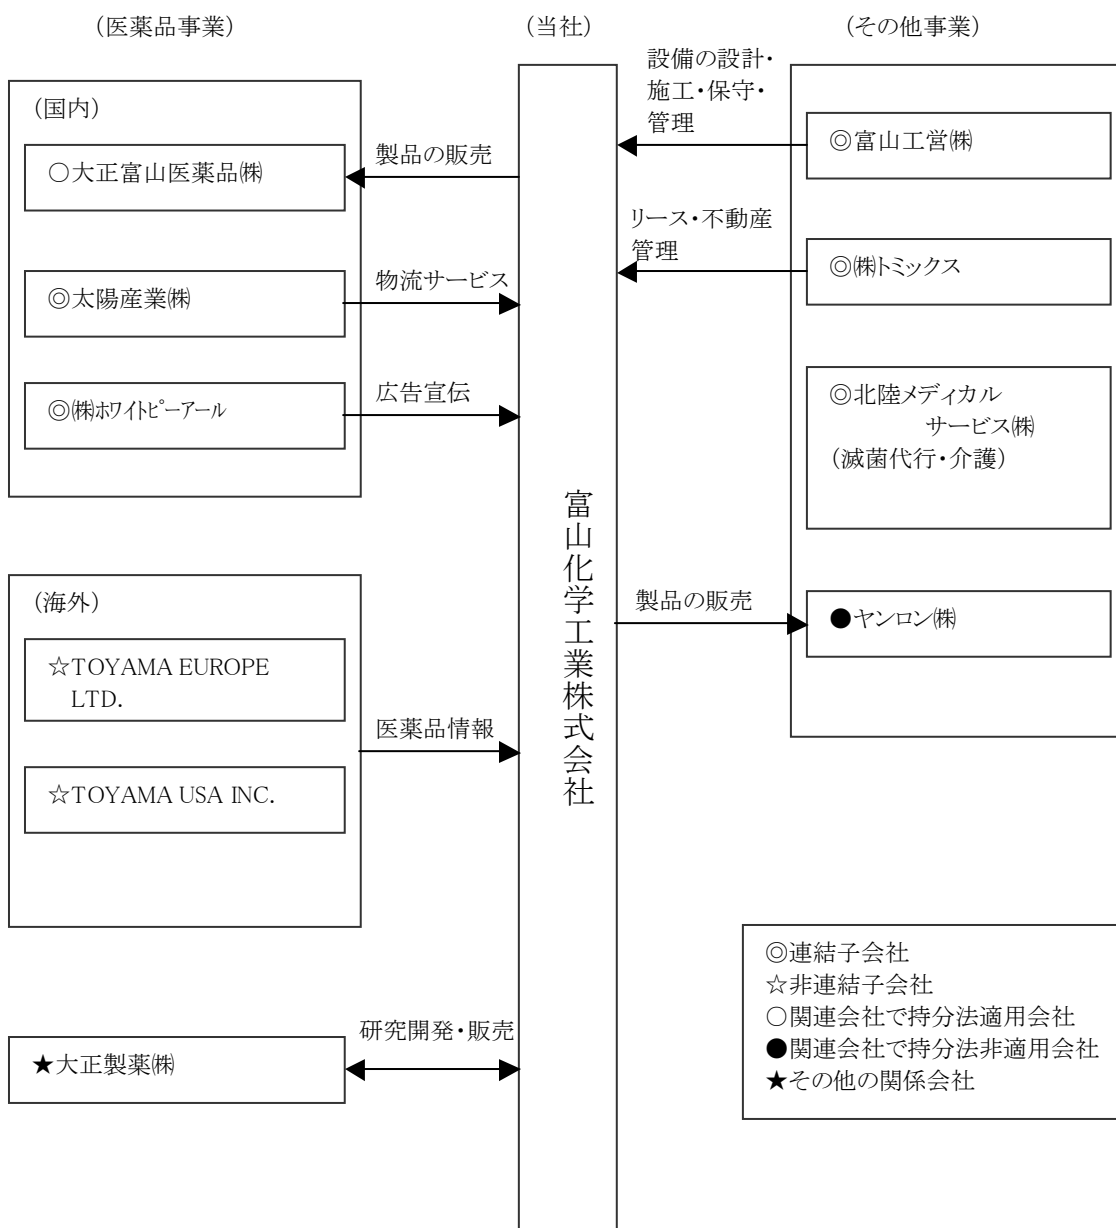 （医薬品事業）
（当社）
（その他事業）
（国内）
○大正富山医薬品㈱
製品の販売
◎太陽産業㈱
物流サービス
◎㈱ﾎﾜｲﾄﾋﾟｰｱｰﾙ
広告宣伝
（海外）
☆TOYAMA EUROPE
LTD.
☆TOYAMA USA INC.
医薬品情報
★大正製薬㈱
研究開発・販売
富山化学工業株式会社
設備の設計・
施工・保守・
管理
◎富山工営㈱
リース・不動産
管理
◎㈱トミックス
◎北陸メディカル
サービス㈱
（滅菌代行・介護）
製品の販売
●ヤンロン㈱
◎連結子会社
☆非連結子会社
○関連会社で持分法適用会社
●関連会社で持分法非適用会社
★その他の関係会社